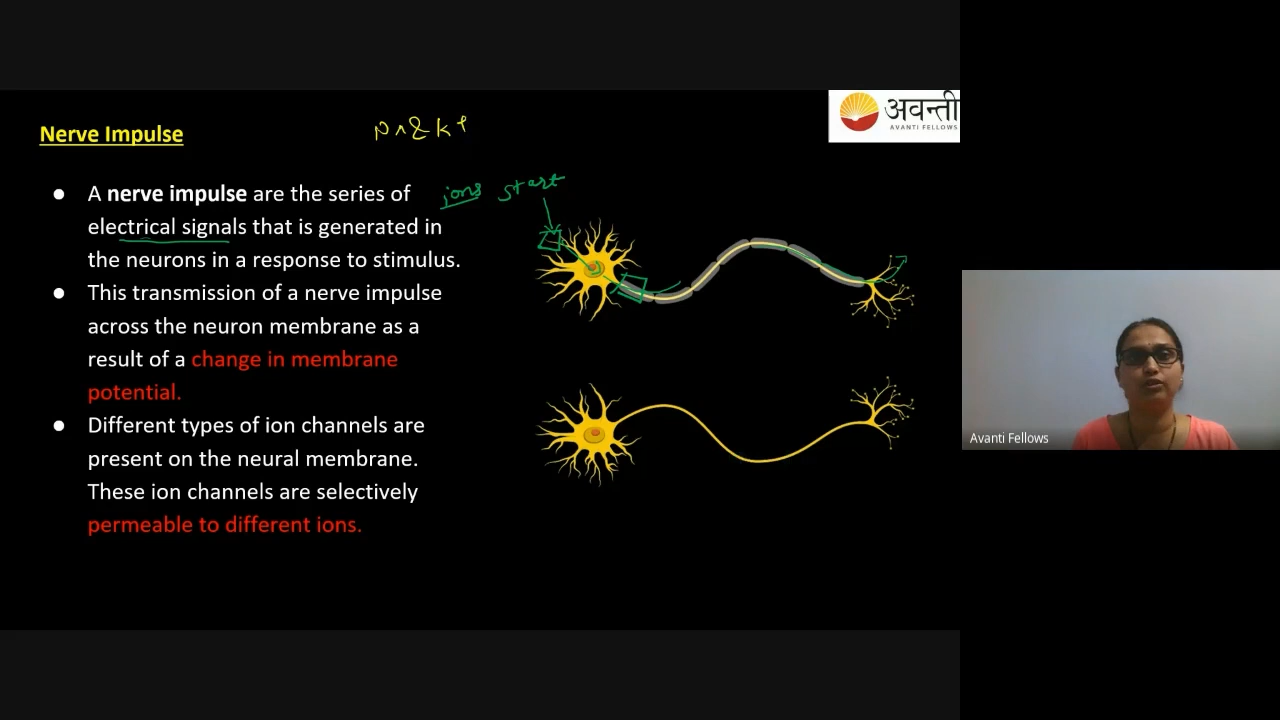 अवन्ती
AVANTI FELLOWS
Nerve Impulse
ions start
● A nerve impulse are the series of
electrical signals that is generated in
the neurons in a response to stimulus.
● This transmission of a nerve impulse
across the neuron membrane as a
result of a change in membrane
potential.
● Different types of ion channels are
present on the neural membrane.
These ion channels are selectively
permeable to different ions.
Avanti Fellows